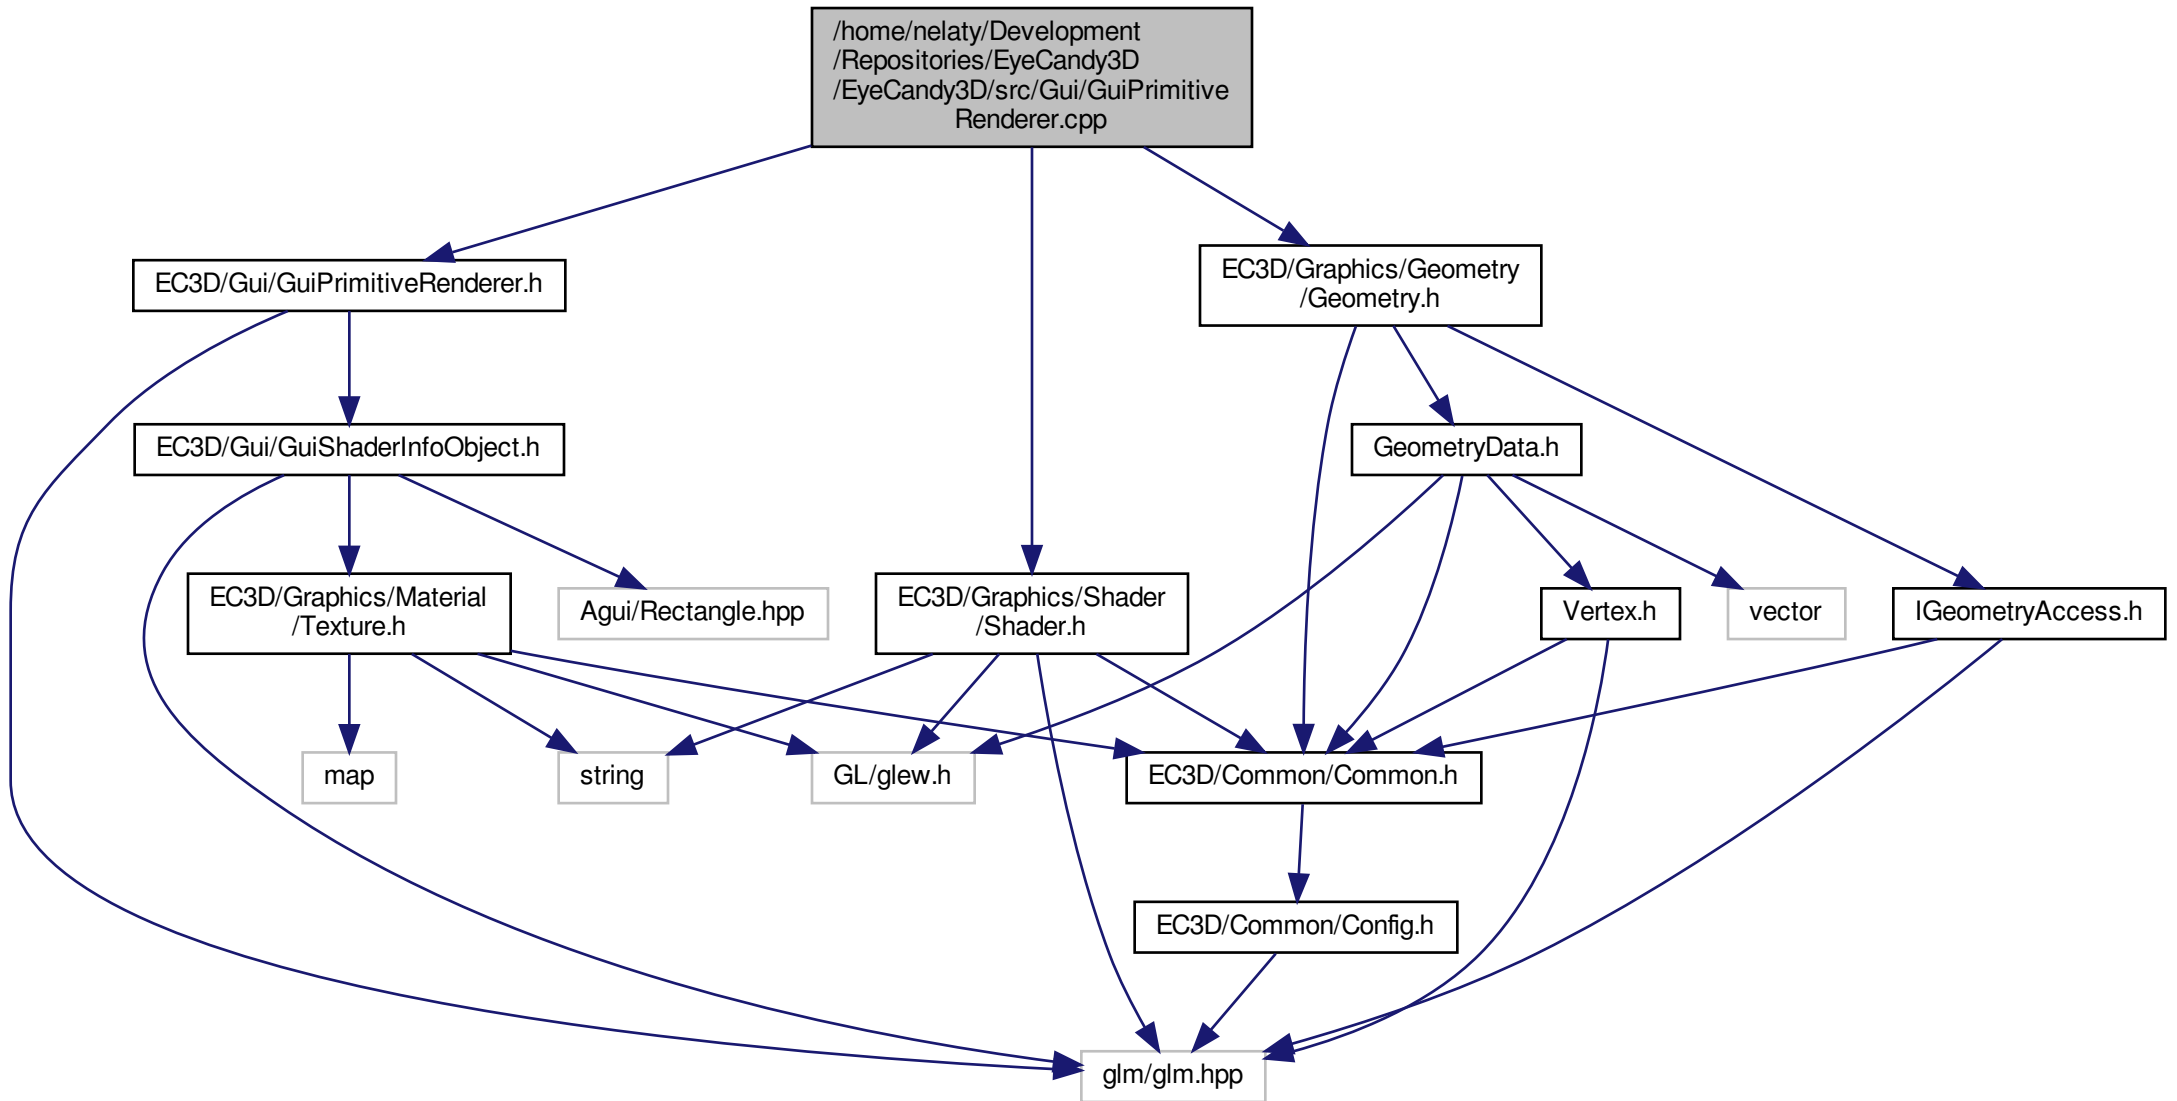 /home/nelaty/Development
/Repositories/EyeCandy3D
/EyeCandy3D/src/Gui/GuiPrimitive
Renderer.cpp
EC3D/Gui/GuiPrimitiveRenderer.h
EC3D/Graphics/Geometry
/Geometry.h
EC3D/Gui/GuiShaderInfoObject.h
GeometryData.h
EC3D/Graphics/Material
/Texture.h
Agui/Rectangle.hpp
EC3D/Graphics/Shader
/Shader.h
Vertex.h
vector
IGeometryAccess.h
map
string
GL/glew.h
EC3D/Common/Common.h
EC3D/Common/Config.h
glm/glm.hpp